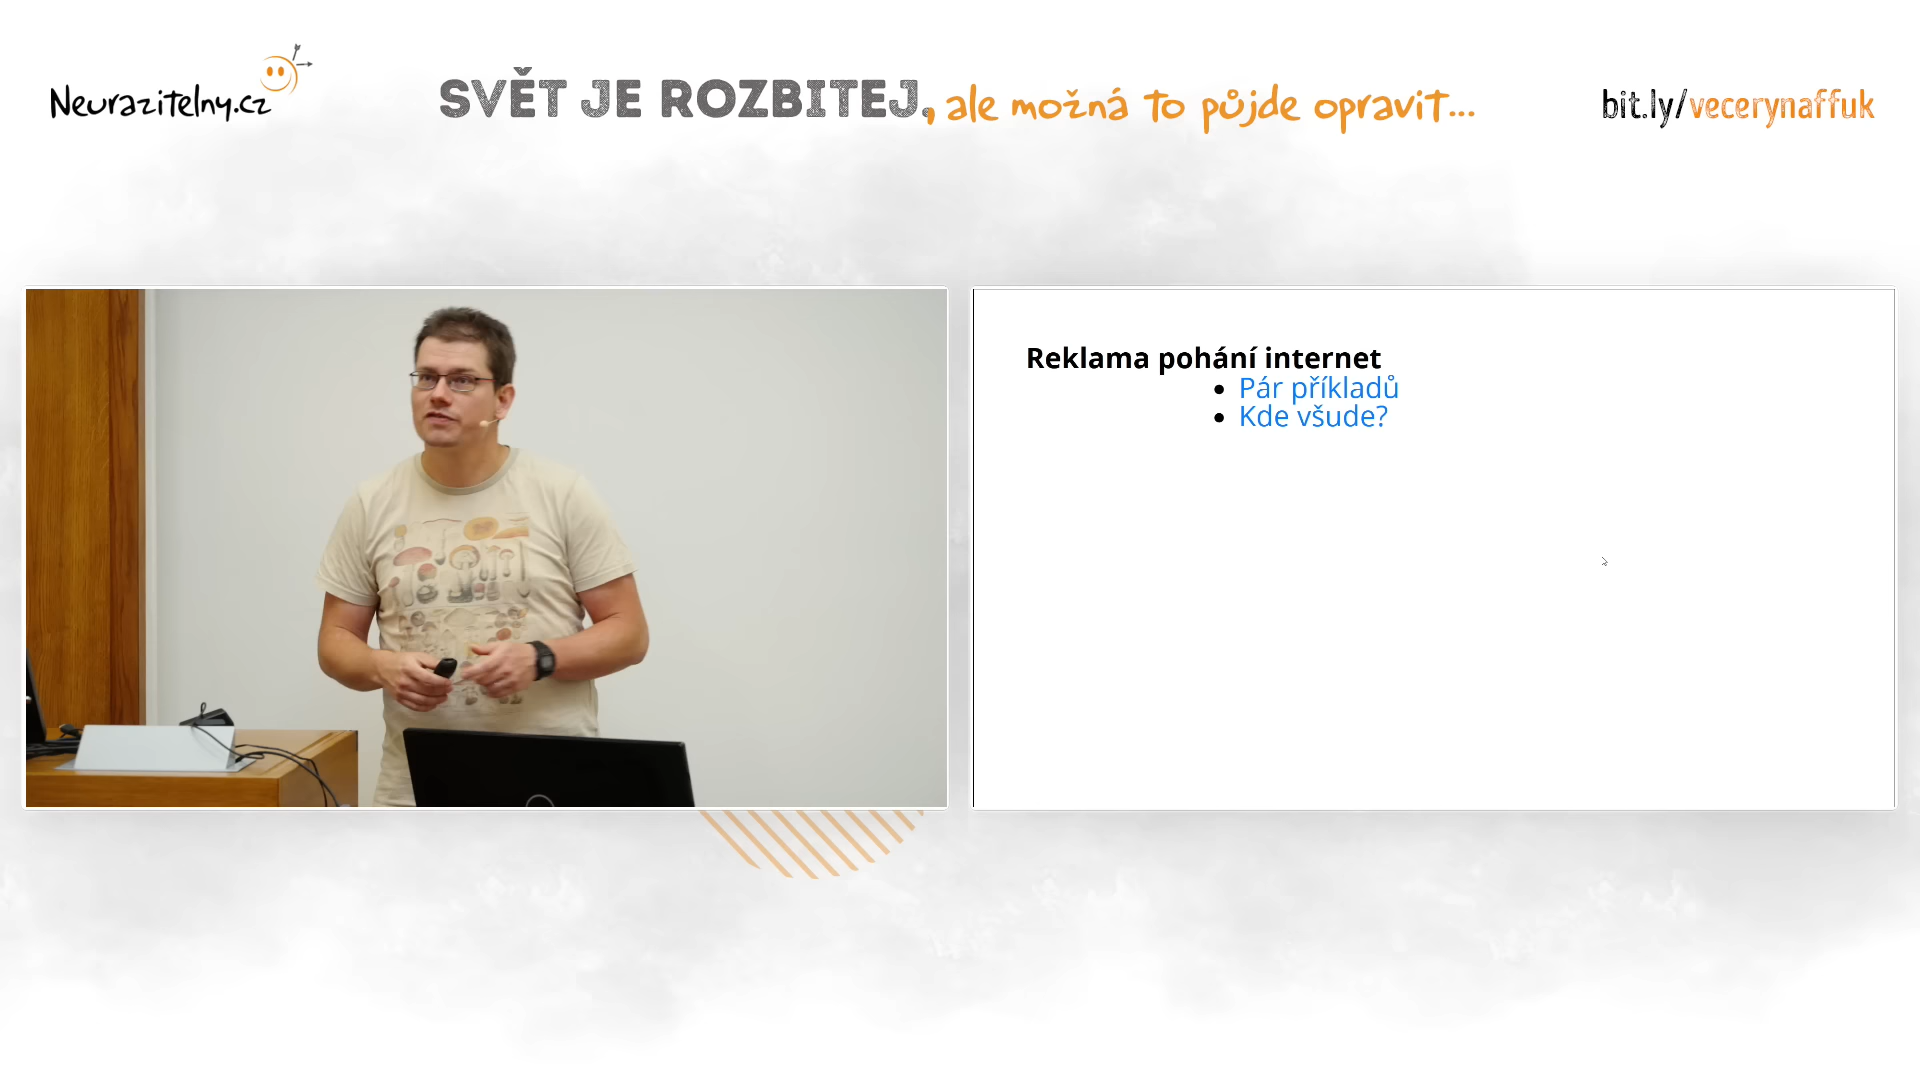 Neurazitelny.cz
SVĚT JE ROZBITEJ, ale možná to půjde opravit...
bit.ly/vecerynaffuk
Reklama pohání internet
• Pár příkladů
• Kde všude?